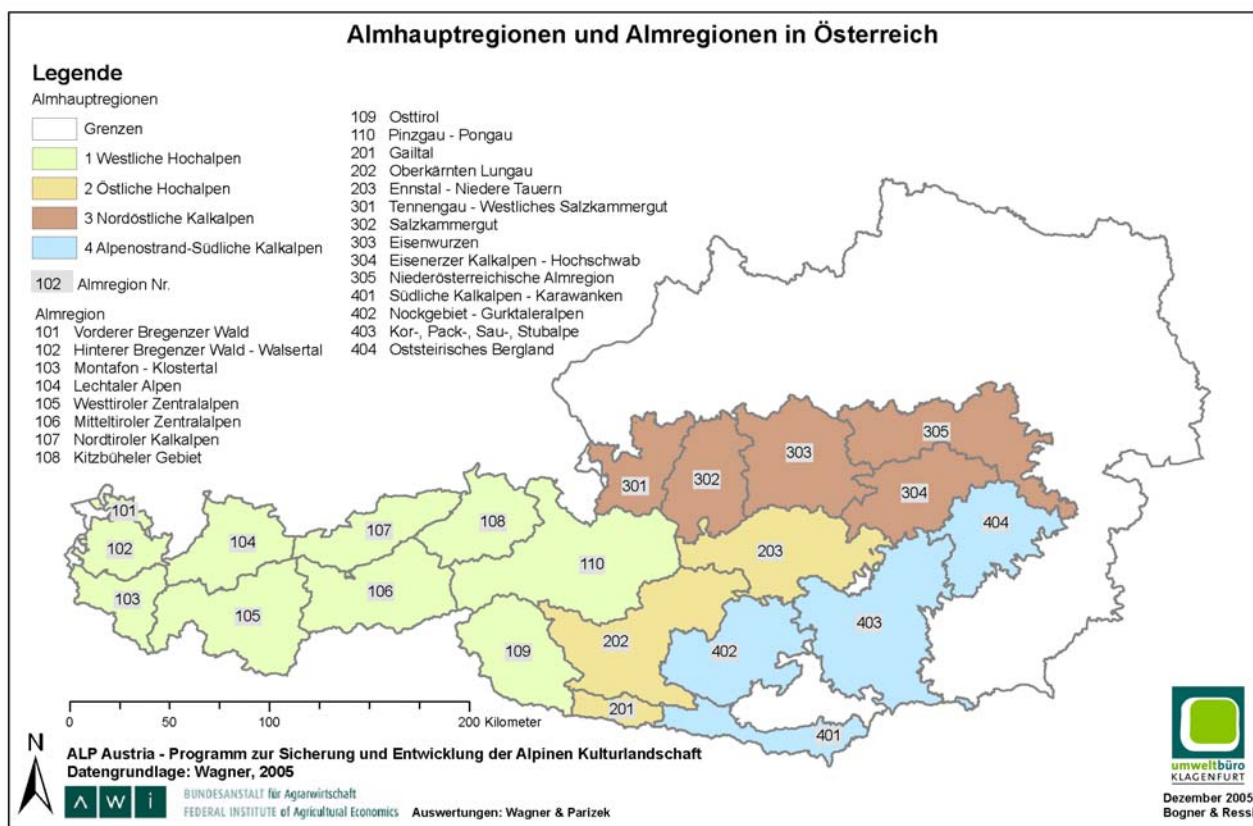 Almhauptregionen und Almregionen in Österreich
Legende
Almhauptregionen
Grenzen
1 Westliche Hochalpen
2 Östliche Hochalpen
3 Nordöstliche Kalkalpen
4 Alpenostrand-Südliche Kalkalpen
102 Almregion Nr.
Almregion
101 Vorderer Bregenzer Wald
102 Hinterer Bregenzer Wald - Walsertal
103 Montafon - Klostertal
104 Lechtaler Alpen
105 Westtiroler Zentralalpen
106 Mitteltiroler Zentralalpen
107 Nordtiroler Kalkalpen
108 Kitzbüheler Gebiet
109 Osttirol
110 Pinzgau - Pongau
201 Gailtal
202 Oberkärnten Lungau
203 Ennstal - Niedere Tauern
301 Tennengau - Westliches Salzkammergut
302 Salzkammergut
303 Eisenwurzen
304 Eisenerzer Kalkalpen - Hochschwab
305 Niederösterreichische Almregion
401 Südliche Kalkalpen - Karawanken
402 Nockgebiet - Gurktaleralpen
403 Kor-, Pack-, Sau-, Stubalpe
404 Oststeirisches Bergland
305
303
302
301
304
101
107
108
404
104
102
203
110
106
103
105
403
202
109
402
201
401
0 50 100 200 Kilometer
N
ALP Austria - Programm zur Sicherung und Entwicklung der Alpinen Kulturlandschaft
Datengrundlage: Wagner, 2005
AWI
BUNDESANSTALT für Agrarwirtschaft
FEDERAL INSTITUTE of Agricultural Economics
Auswertungen: Wagner & Parizek
umweltbüro
KLAGENFURT
Dezember 2005
Bogner & Ressi